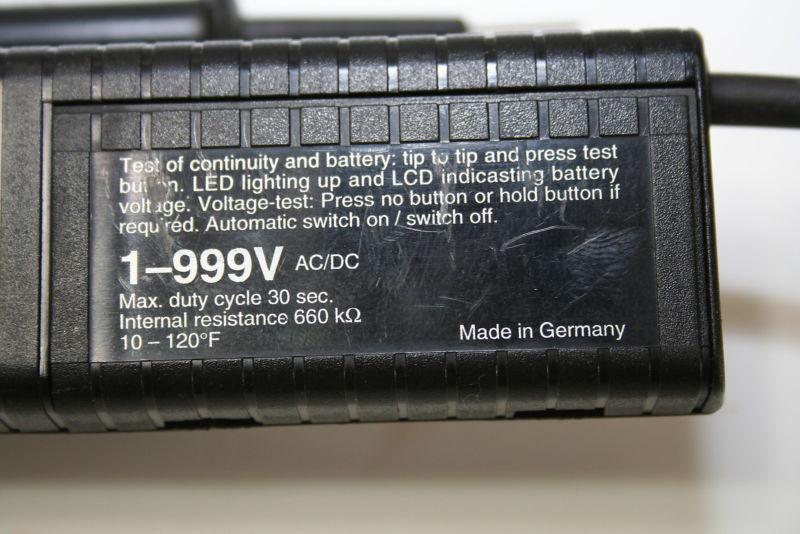 Test of continuity and battery: tip to tip and press test
button. LED lighting up and LCD indicasting battery
voltage. Voltage-test: Press no button or hold button if
required. Automatic switch on / switch off.
1–999V AC/DC
Max. duty cycle 30 sec.
Internal resistance 660 kΩ
10 – 120°F
Made in Germany